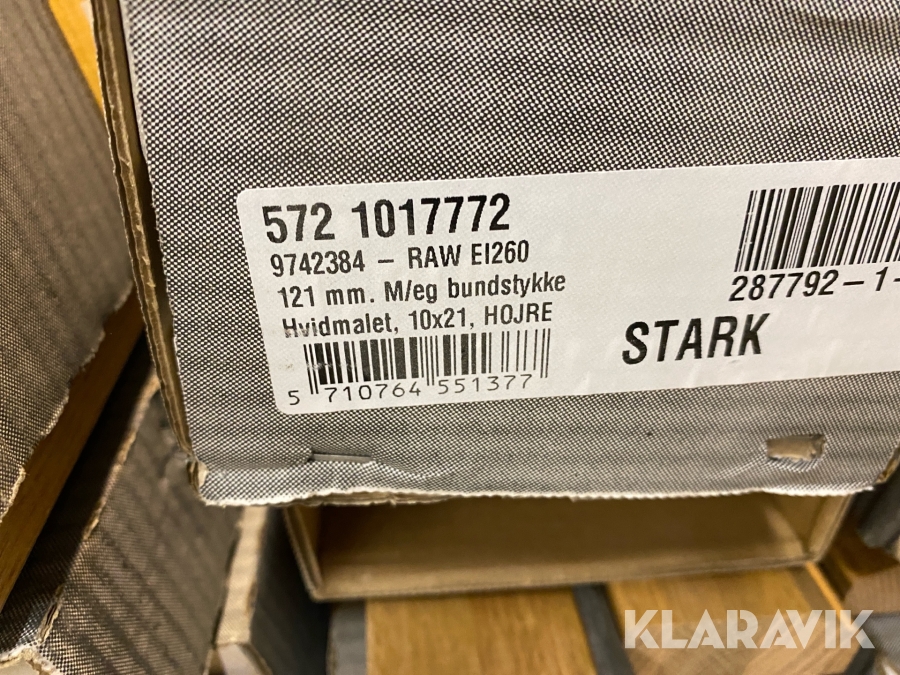 572 1017772
9742384 – RAW EI260
121 mm. M/eg bundstykke
Hvidmalet, 10x21, HOJRE
5 710764 551377
287792-1-
STARK
KLARAVIK